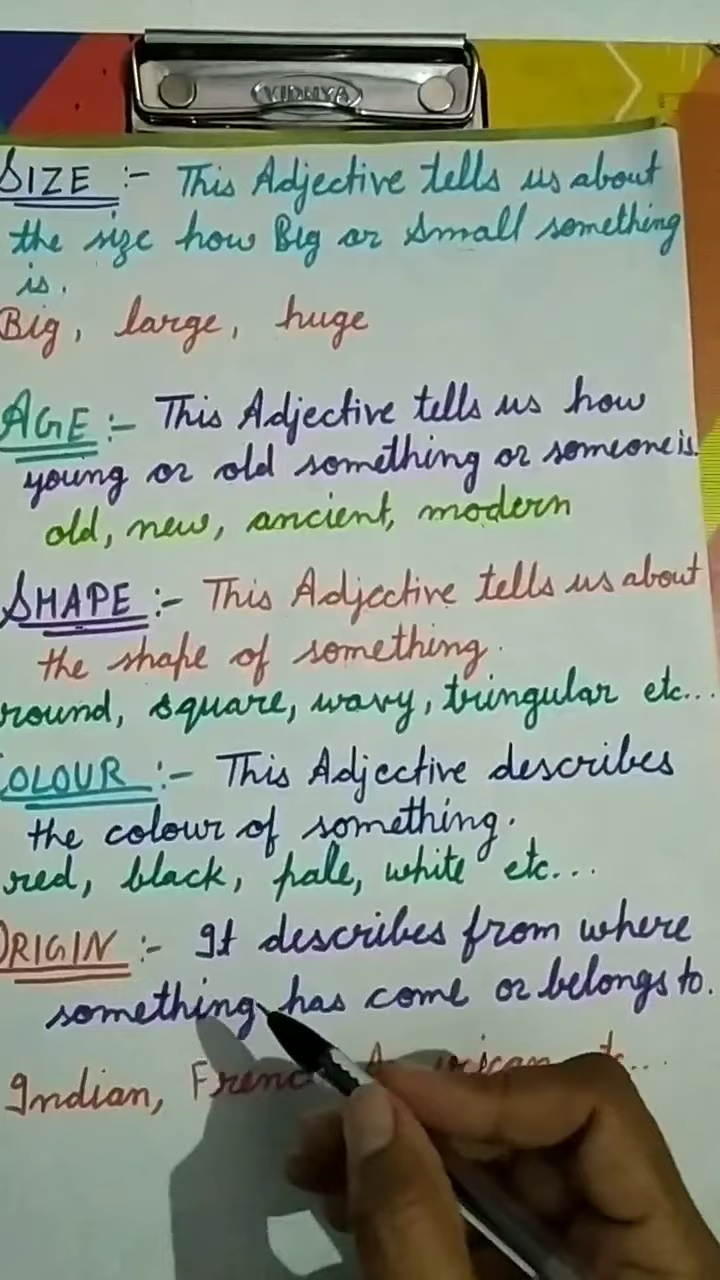 KIDNYA
SIZE :- This Adjective tells us about
the size how Big or Small something
is.
Big, large, huge
AGE :- This Adjective tells us how
young or old something or someone is.
old, new, ancient, modern
SHAPE :- This Adjective tells us about
the shape of something.
round, square, wavy, tringular etc...
COLOUR :- This Adjective describes
the colour of something.
red, black, pale, white etc...
ORIGIN :- It describes from where
something has come or belongs to.
Indian,